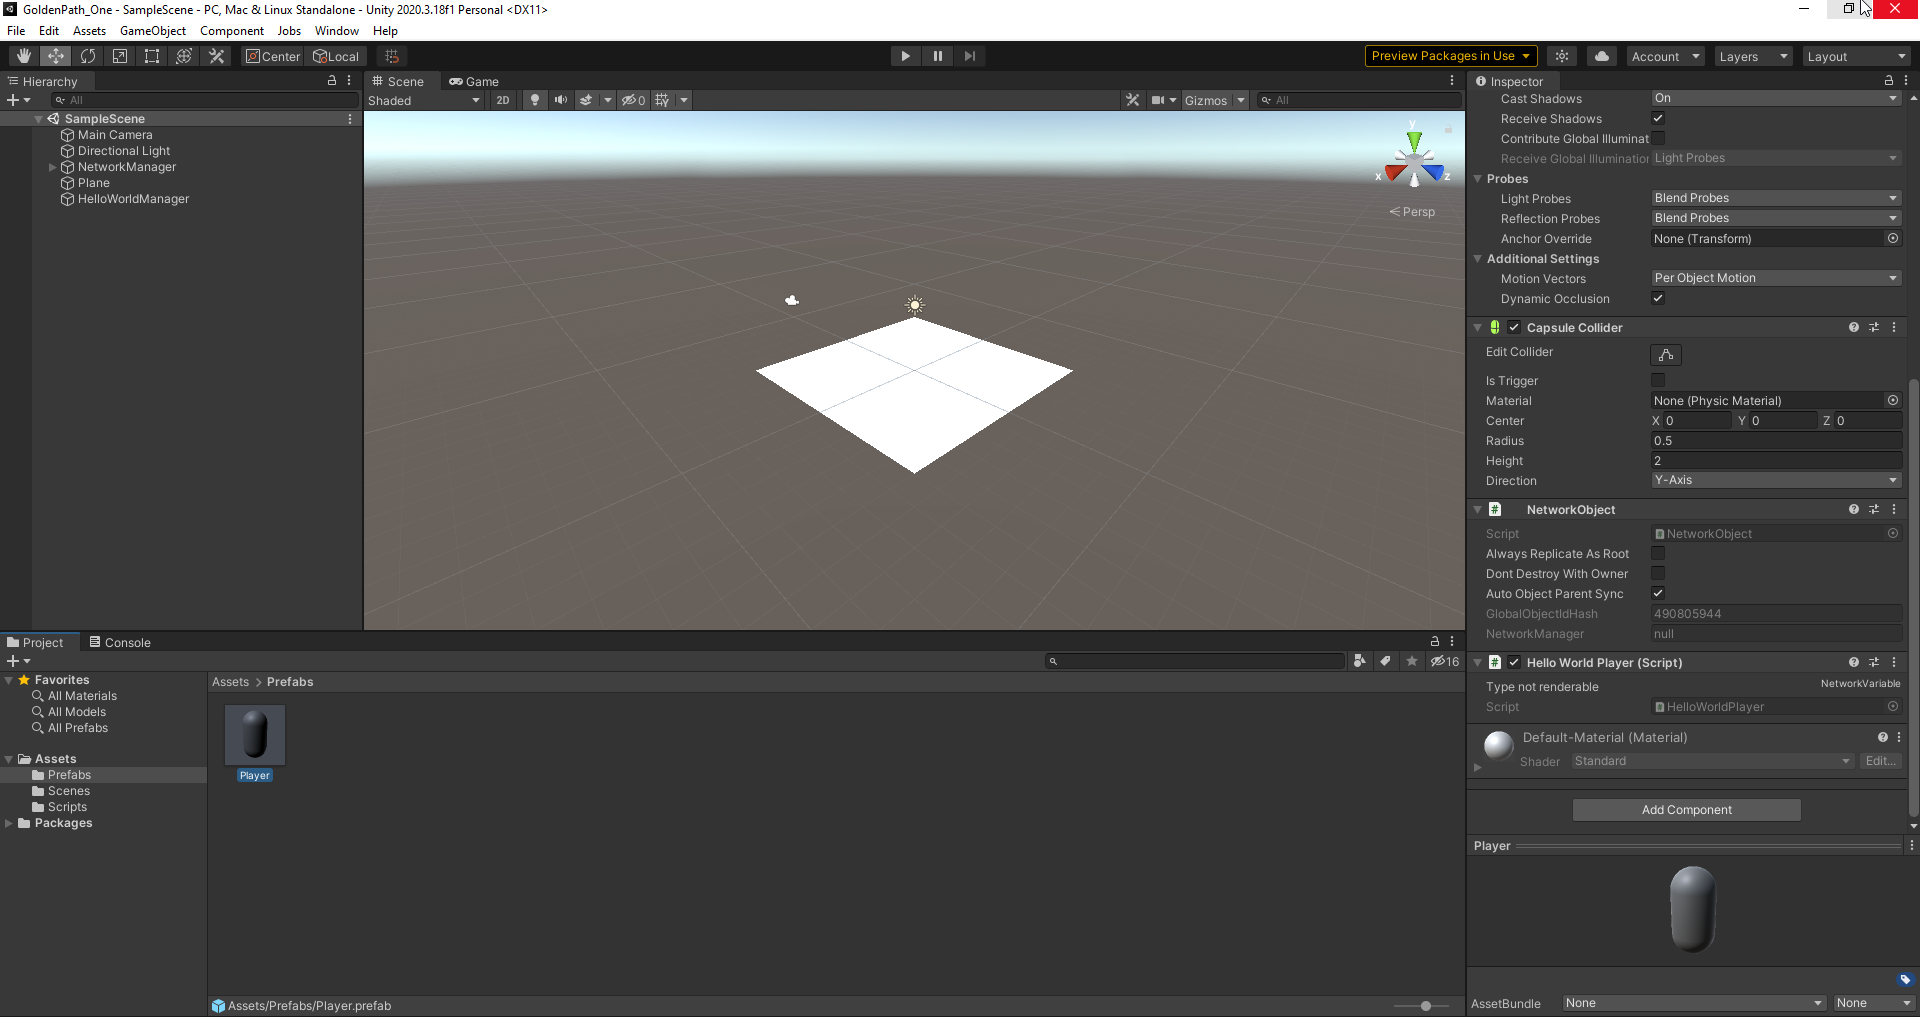 GoldenPath_One - SampleScene - PC, Mac & Linux Standalone - Unity 2020.3.18f1 Personal <DX11>
File Edit Assets GameObject Component Jobs Window Help
Center Local Preview Packages in Use Account Layers Layout
Hierarchy
All
SampleScene
Main Camera
Directional Light
NetworkManager
Plane
HelloWorldManager
Scene Game
Shaded 2D 0 Gizmos All
y
x z
Persp
Inspector
Cast Shadows On
Receive Shadows
Contribute Global Illuminat
Receive Global Illumination Light Probes
Probes
Light Probes Blend Probes
Reflection Probes Blend Probes
Anchor Override None (Transform)
Additional Settings
Motion Vectors Per Object Motion
Dynamic Occlusion
Capsule Collider
Edit Collider
Is Trigger
Material None (Physic Material)
Center X 0 Y 0 Z 0
Radius 0.5
Height 2
Direction Y-Axis
# NetworkObject
Script NetworkObject
Always Replicate As Root
Dont Destroy With Owner
Auto Object Parent Sync
GlobalObjectIdHash 490805944
NetworkManager null
# Hello World Player (Script)
Type not renderable NetworkVariable
Script HelloWorldPlayer
Default-Material (Material)
Shader Standard Edit...
Add Component
Player
AssetBundle None None
Project Console
16
Favorites
All Materials
All Models
All Prefabs
Assets
Prefabs
Scenes
Scripts
Packages
Assets > Prefabs
Player
Assets/Prefabs/Player.prefab